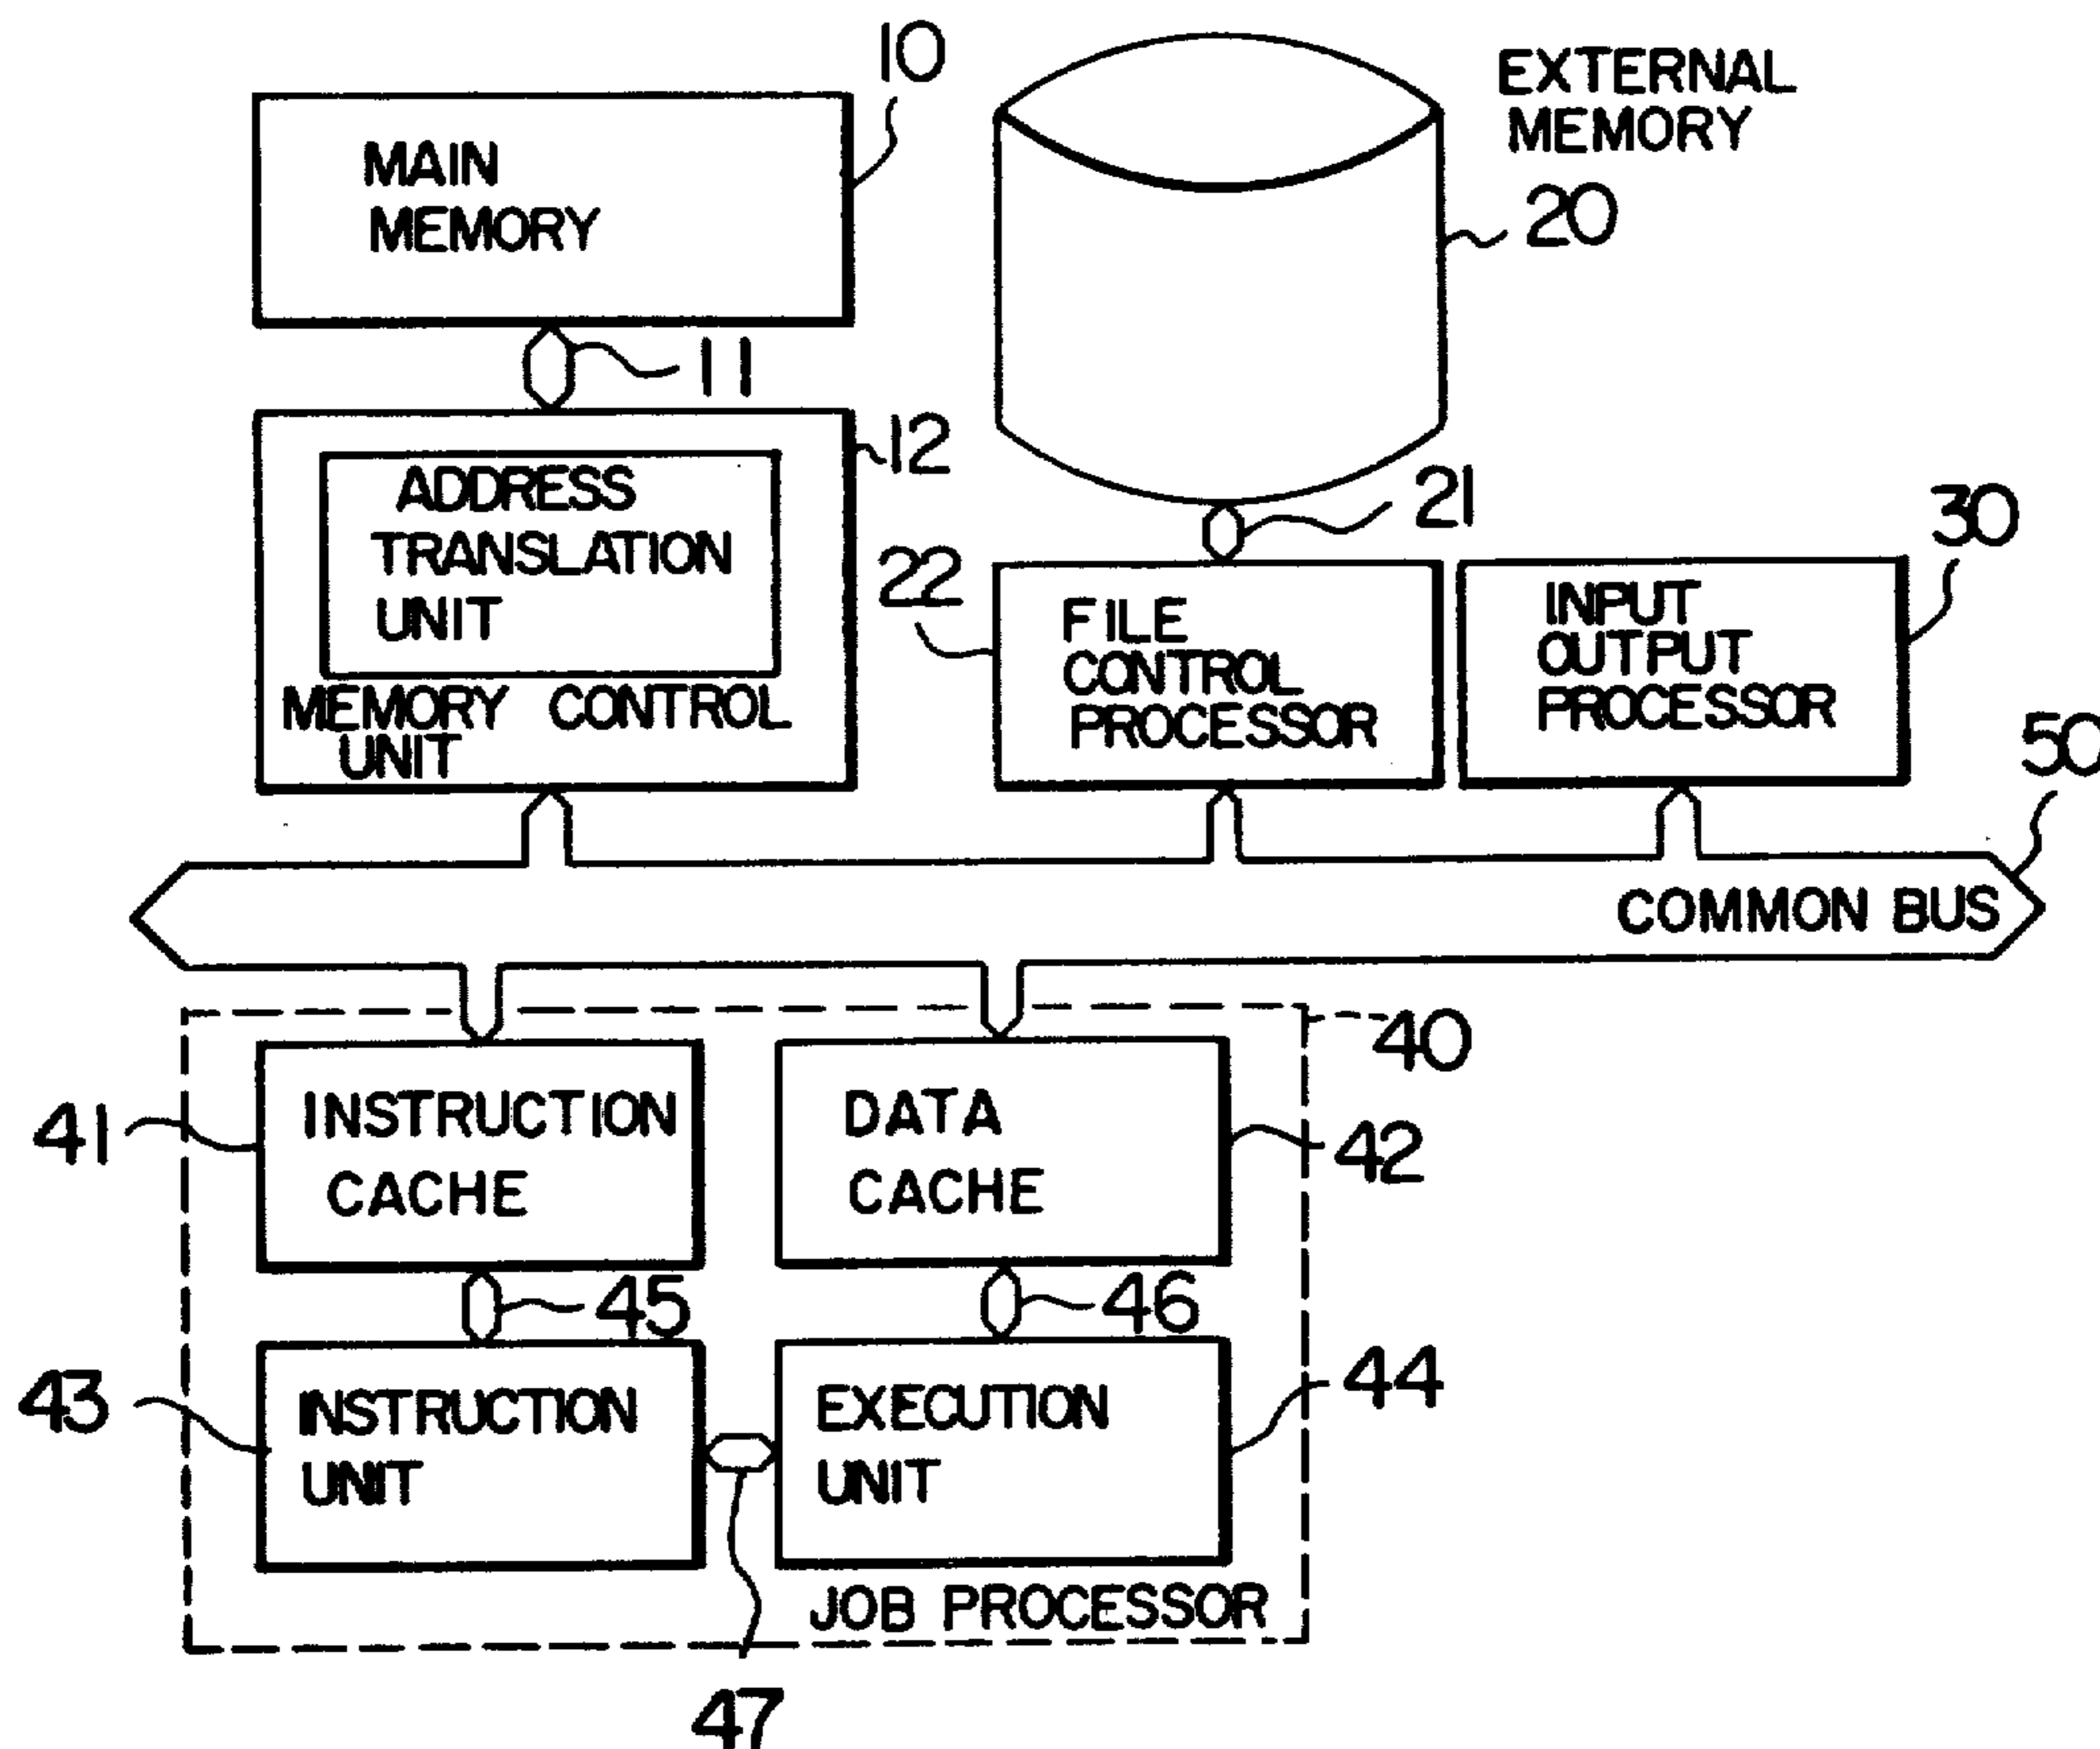 10
MAIN
MEMORY
EXTERNAL
MEMORY
20
11
12
ADDRESS
TRANSLATION
UNIT
MEMORY CONTROL
UNIT
21
22
FILE
CONTROL
PROCESSOR
30
INPUT
OUTPUT
PROCESSOR
50
COMMON BUS
40
41
INSTRUCTION
CACHE
DATA
CACHE
42
45
46
43
INSTRUCTION
UNIT
EXECUTION
UNIT
44
JOB PROCESSOR
47